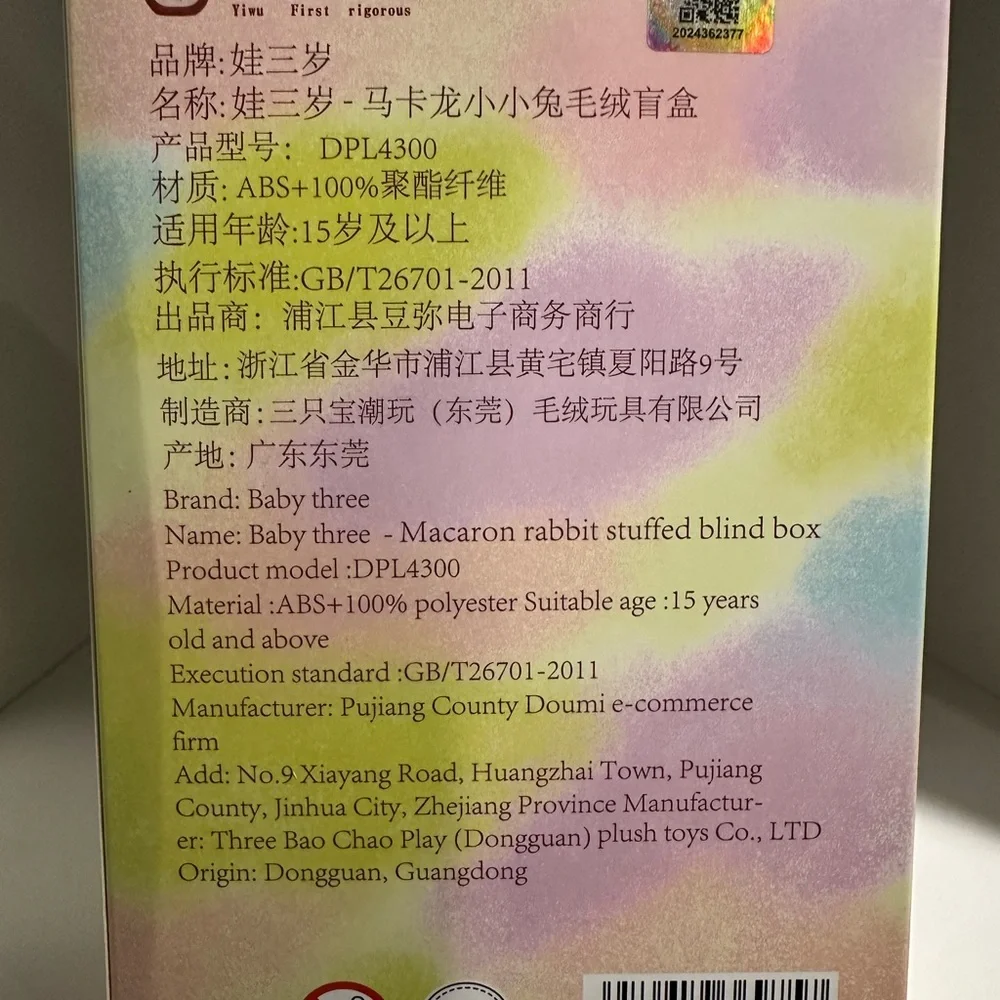 Yiwu First rigorous
2024362377
品牌:娃三岁
名称:娃三岁 - 马卡龙小小兔毛绒盲盒
产品型号： DPL4300
材质: ABS+100%聚酯纤维
适用年龄:15岁及以上
执行标准:GB/T26701-2011
出品商： 浦江县豆弥电子商务商行
地址: 浙江省金华市浦江县黄宅镇夏阳路9号
制造商:三只宝潮玩（东莞）毛绒玩具有限公司
产地: 广东东莞
Brand: Baby three
Name: Baby three - Macaron rabbit stuffed blind box
Product model :DPL4300
Material :ABS+100% polyester Suitable age :15 years
old and above
Execution standard :GB/T26701-2011
Manufacturer: Pujiang County Doumi e-commerce
firm
Add: No.9 Xiayang Road, Huangzhai Town, Pujiang
County, Jinhua City, Zhejiang Province Manufactur-
er: Three Bao Chao Play (Dongguan) plush toys Co., LTD
Origin: Dongguan, Guangdong